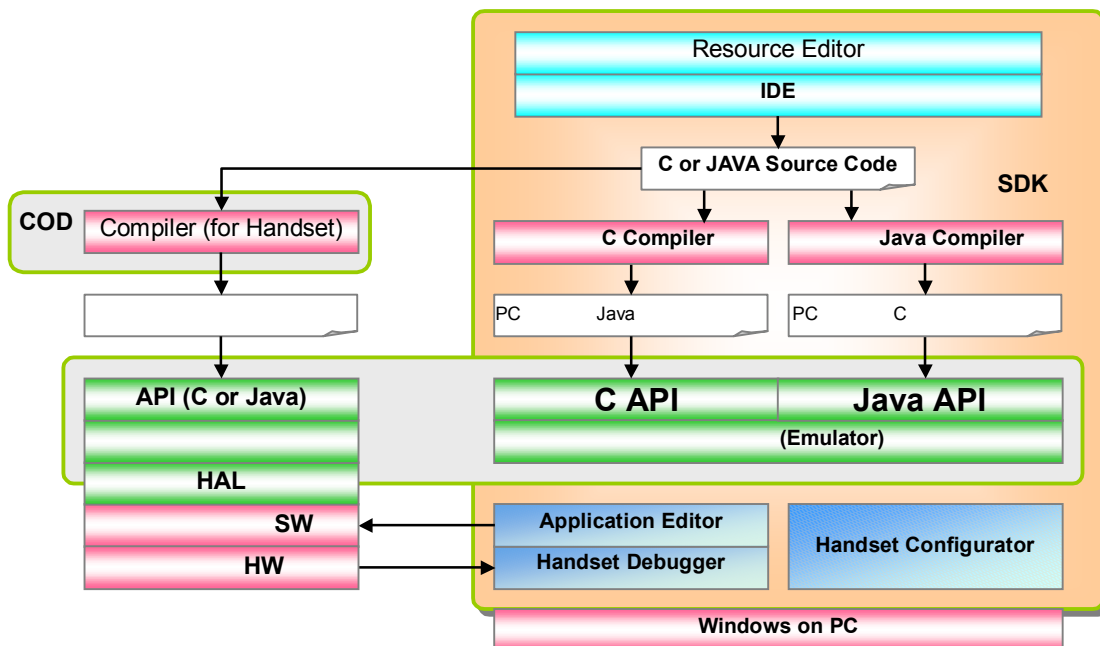 Resource Editor
IDE
C or JAVA Source Code
SDK
COD
Compiler (for Handset)
C Compiler
Java Compiler
PC Java
PC C
API (C or Java)
C API
Java API
(Emulator)
HAL
SW
Application Editor
Handset Configurator
HW
Handset Debugger
Windows on PC